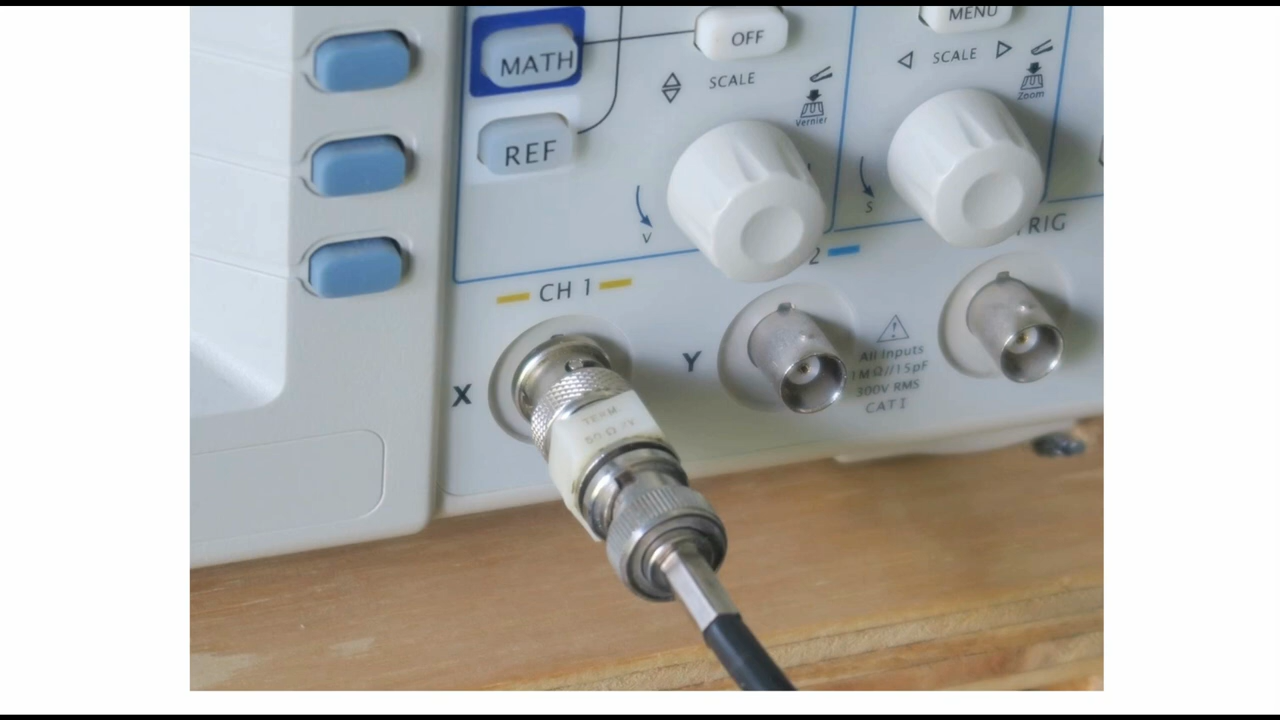 MATH
OFF
MENU
SCALE
SCALE
Vernier
Zoom
REF
V
S
2
TRIG
CH 1
X
Y
All Inputs
1MΩ//15pF
300V RMS
CAT I
TERM.
50 Ω